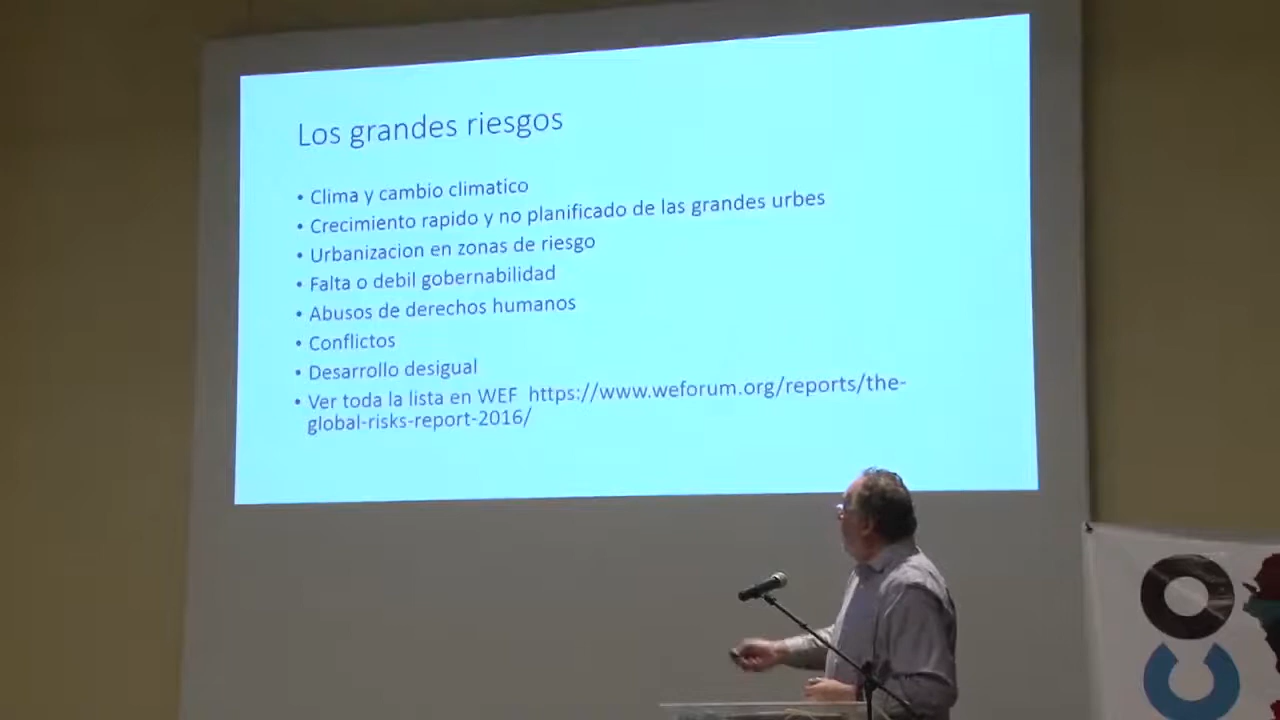 Los grandes riesgos
• Clima y cambio climatico
• Crecimiento rapido y no planificado de las grandes urbes
• Urbanizacion en zonas de riesgo
• Falta o debil gobernabilidad
• Abusos de derechos humanos
• Conflictos
• Desarrollo desigual
• Ver toda la lista en WEF https://www.weforum.org/reports/the-
global-risks-report-2016/